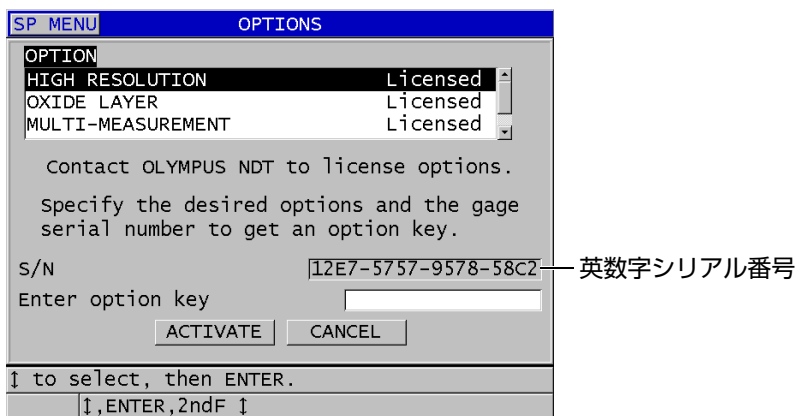 SP MENU OPTIONS
OPTION
HIGH RESOLUTION Licensed
OXIDE LAYER Licensed
MULTI-MEASUREMENT Licensed
Contact OLYMPUS NDT to license options.
Specify the desired options and the gage
serial number to get an option key.
S/N 12E7-5757-9578-58C2 英数字シリアル番号
Enter option key
ACTIVATE CANCEL
↕ to select, then ENTER.
↕,ENTER,2ndF ↕